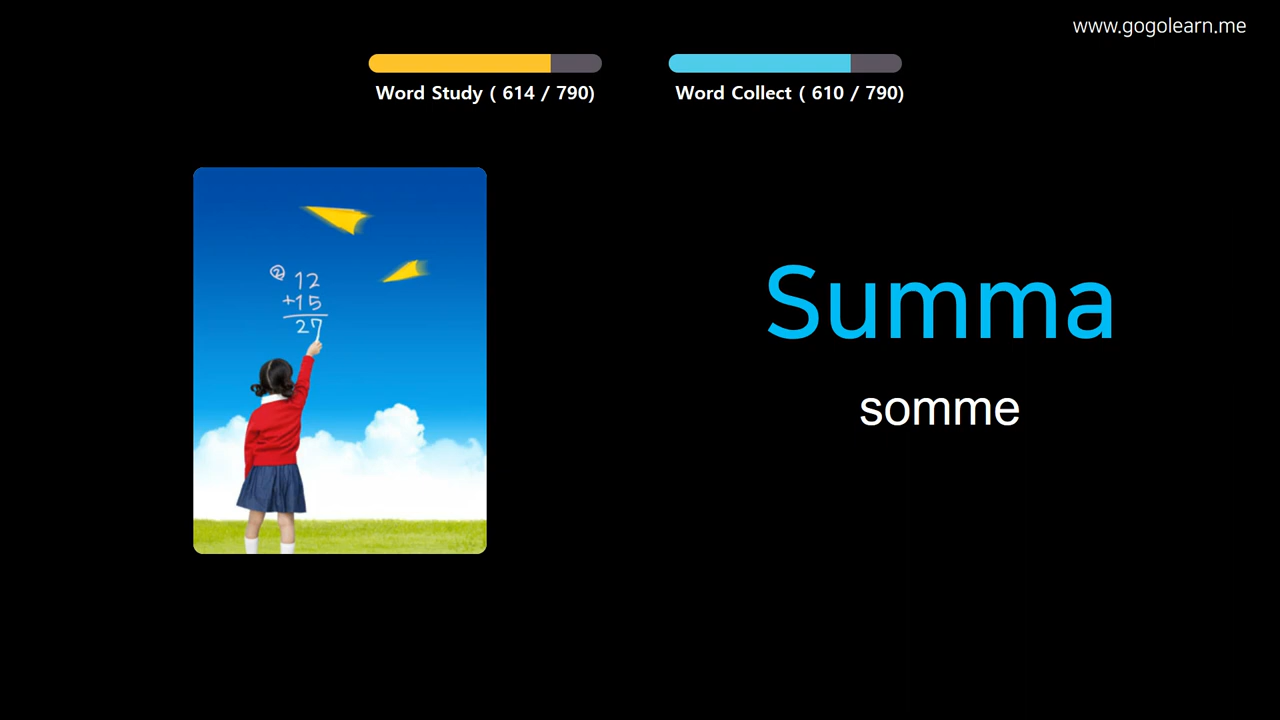 www.gogolearn.me
Word Study ( 614 / 790)
Word Collect ( 610 / 790)
② 12
+15
27
Summa
somme